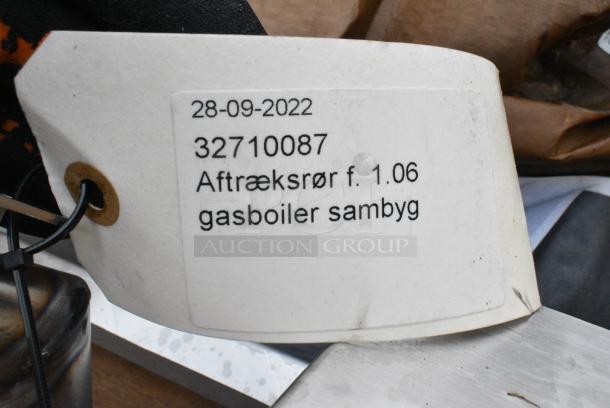 28-09-2022
32710087
Aftræksrør f. 1.06
gasboiler sambyg
AUCTION GROUP